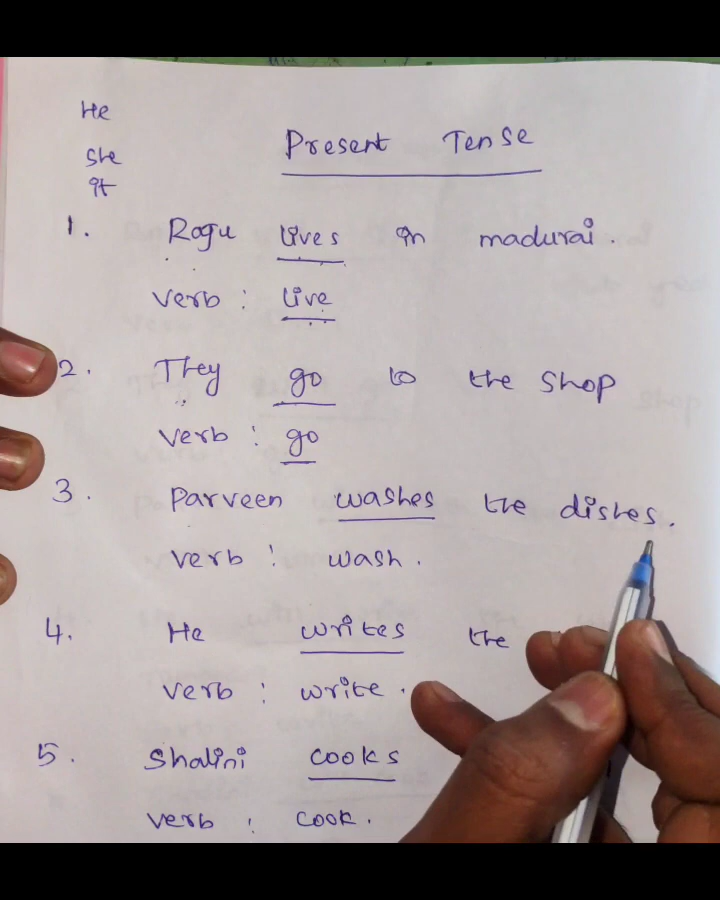 He
She
It
Present Tense
1. Ragu lives in madurai.
verb : live
2. They go to the shop
verb : go
3. Parveen washes the dishes.
verb : wash.
4. He writes the
verb : write.
5. Shalini cooks
verb : cook.